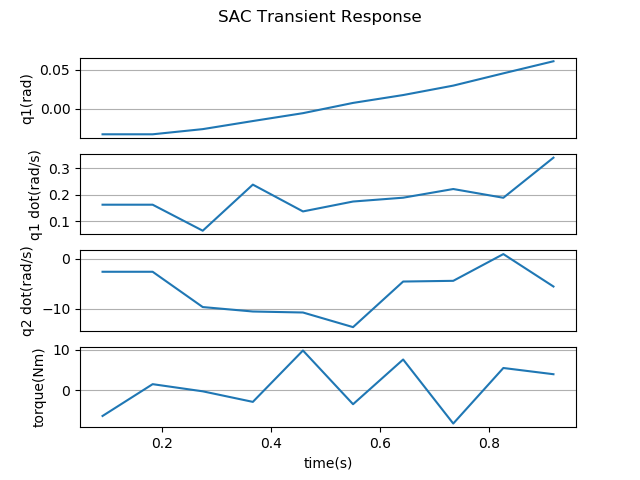 SAC Transient Response
0.05
0.00
q1(rad)
0.3
0.2
0.1
q1 dot(rad/s)
0
−10
q2 dot(rad/s)
10
0
torque(Nm)
0.2 0.4 0.6 0.8
time(s)